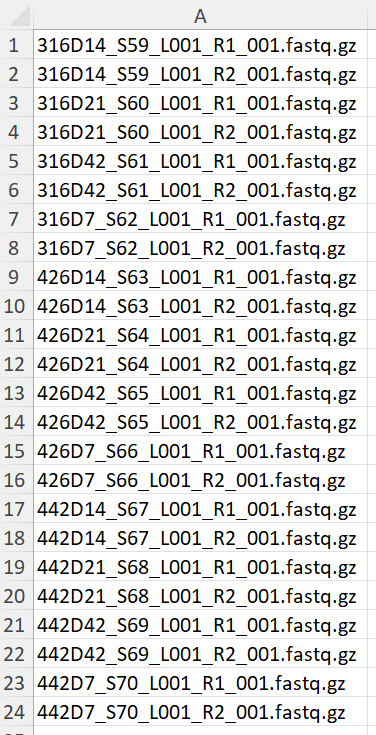 A
1 316D14_S59_L001_R1_001.fastq.gz
2 316D14_S59_L001_R2_001.fastq.gz
3 316D21_S60_L001_R1_001.fastq.gz
4 316D21_S60_L001_R2_001.fastq.gz
5 316D42_S61_L001_R1_001.fastq.gz
6 316D42_S61_L001_R2_001.fastq.gz
7 316D7_S62_L001_R1_001.fastq.gz
8 316D7_S62_L001_R2_001.fastq.gz
9 426D14_S63_L001_R1_001.fastq.gz
10 426D14_S63_L001_R2_001.fastq.gz
11 426D21_S64_L001_R1_001.fastq.gz
12 426D21_S64_L001_R2_001.fastq.gz
13 426D42_S65_L001_R1_001.fastq.gz
14 426D42_S65_L001_R2_001.fastq.gz
15 426D7_S66_L001_R1_001.fastq.gz
16 426D7_S66_L001_R2_001.fastq.gz
17 442D14_S67_L001_R1_001.fastq.gz
18 442D14_S67_L001_R2_001.fastq.gz
19 442D21_S68_L001_R1_001.fastq.gz
20 442D21_S68_L001_R2_001.fastq.gz
21 442D42_S69_L001_R1_001.fastq.gz
22 442D42_S69_L001_R2_001.fastq.gz
23 442D7_S70_L001_R1_001.fastq.gz
24 442D7_S70_L001_R2_001.fastq.gz